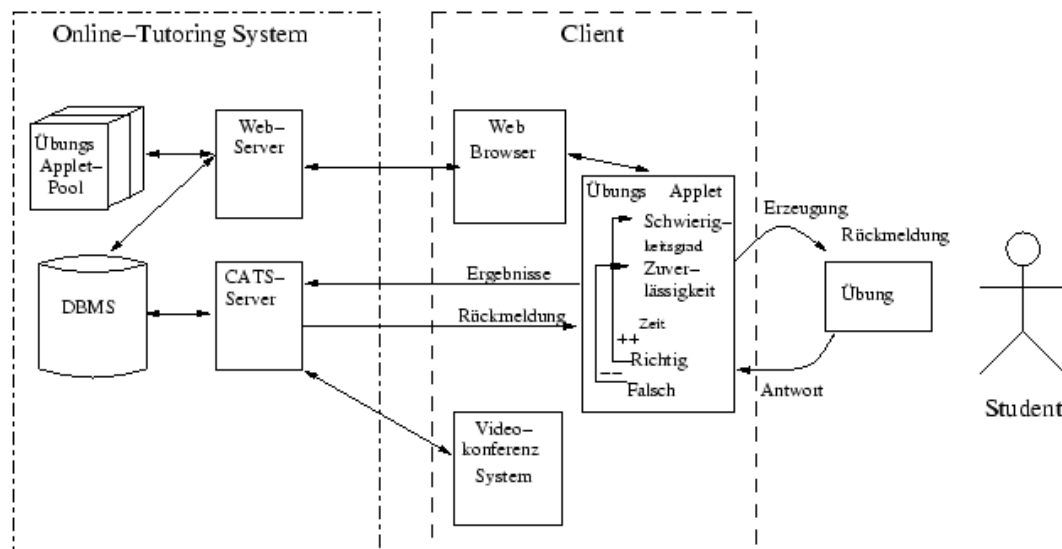 Online–Tutoring System
Client
Übungs
Applet–
Pool
Web–
Server
Web
Browser
DBMS
CATS–
Server
Ergebnisse
Rückmeldung
Übungs Applet
Schwierig–
keitsgrad
Zuver–
lässigkeit
Zeit
++
Richtig
--
Falsch
Video–
konferenz
System
Erzeugung
Rückmeldung
Übung
Antwort
Student